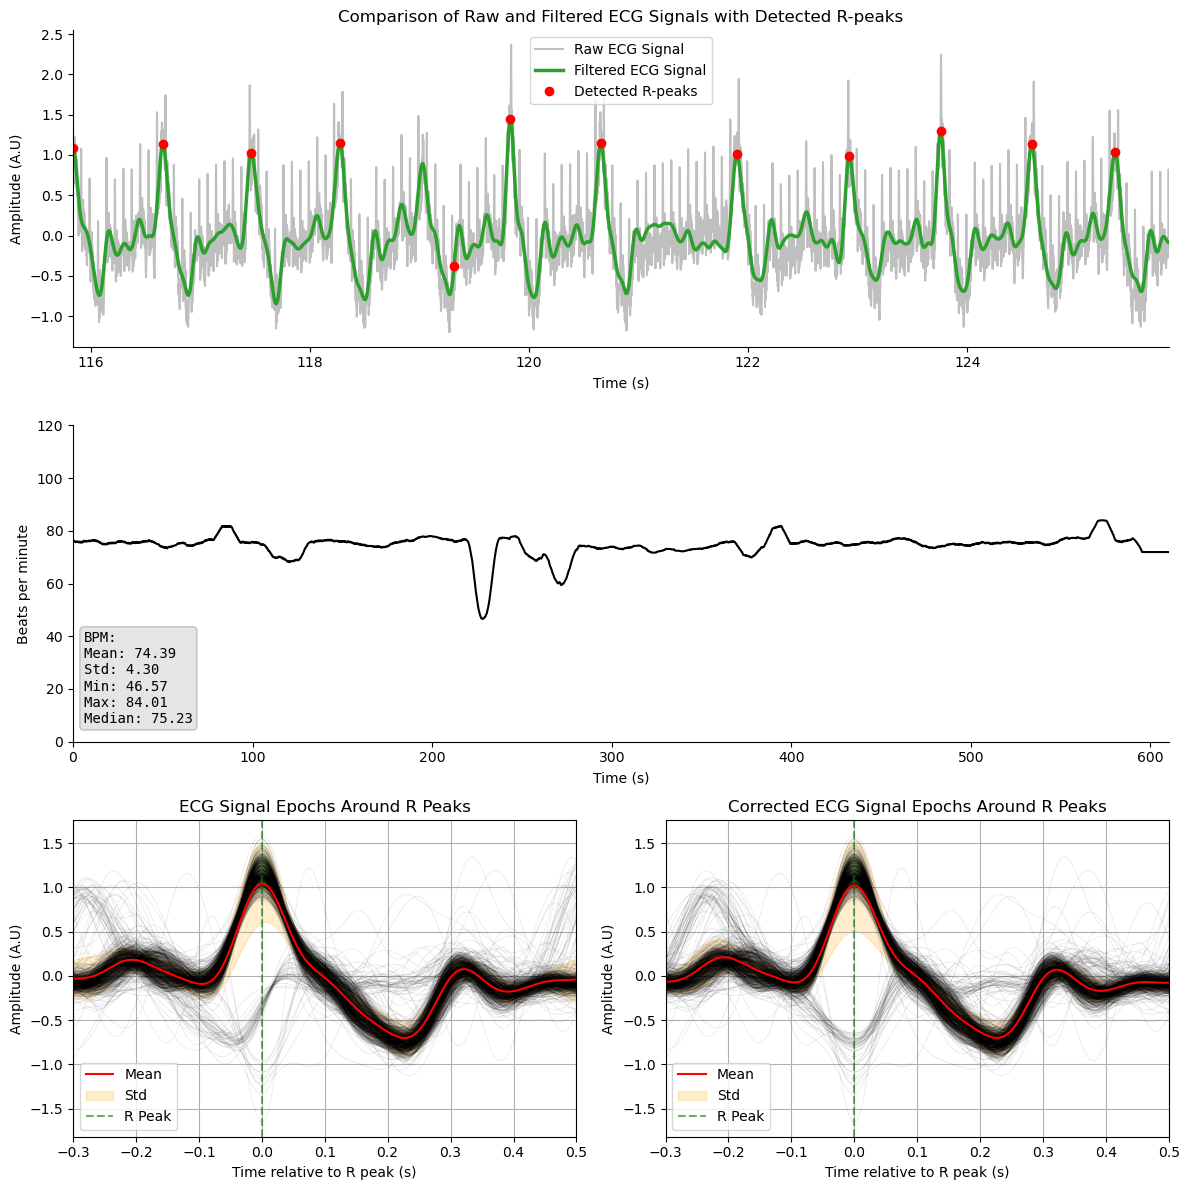 Comparison of Raw and Filtered ECG Signals with Detected R-peaks
Raw ECG Signal
Filtered ECG Signal
Detected R-peaks
2.5
2.0
1.5
1.0
0.5
0.0
−0.5
−1.0
Amplitude (A.U)
116 118 120 122 124
Time (s)
120
100
80
60
40
20
0
Beats per minute
BPM:
Mean: 74.39
Std: 4.30
Min: 46.57
Max: 84.01
Median: 75.23
0 100 200 300 400 500 600
Time (s)
ECG Signal Epochs Around R Peaks
1.5
1.0
0.5
0.0
−0.5
−1.0
−1.5
Amplitude (A.U)
Mean
Std
R Peak
−0.3 −0.2 −0.1 0.0 0.1 0.2 0.3 0.4 0.5
Time relative to R peak (s)
Corrected ECG Signal Epochs Around R Peaks
1.5
1.0
0.5
0.0
−0.5
−1.0
−1.5
Amplitude (A.U)
Mean
Std
R Peak
−0.3 −0.2 −0.1 0.0 0.1 0.2 0.3 0.4 0.5
Time relative to R peak (s)